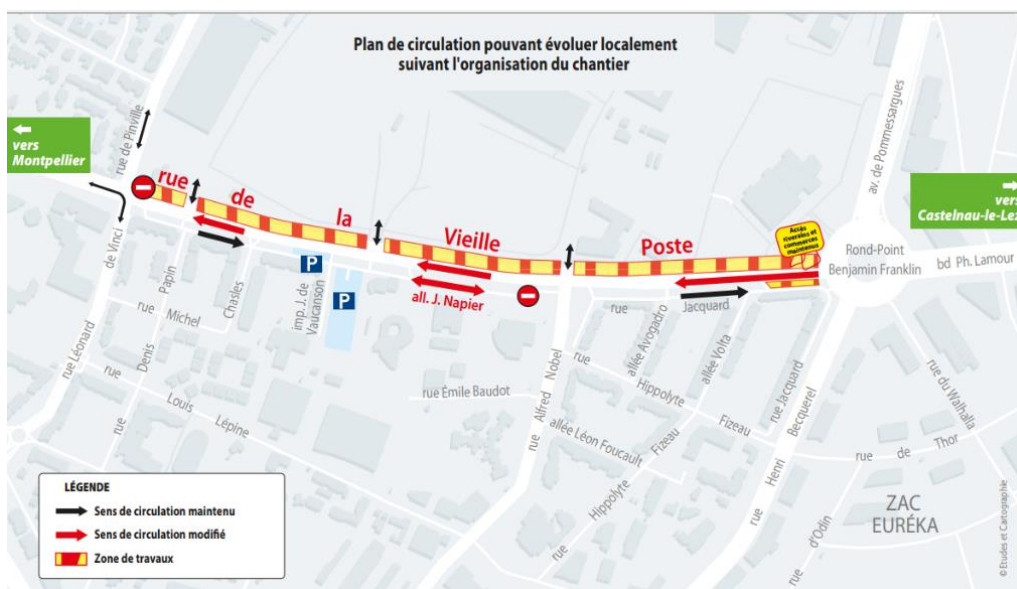 Plan de circulation pouvant évoluer localement
suivant l'organisation du chantier
vers
Montpellier
rue de Pinville
av. de Pommessargues
vers
Castelnau-le-Lez
rue de la Vieille Poste
Accès
riverains et
commerces
maintenus
Rond-Point
Benjamin Franklin
bd Ph. Lamour
rue Léonard de Vinci
rue Denis Papin
rue Michel Chasles
imp. J. de
Vaucanson
P
P
all. J. Napier
rue Jacquard
allée Avogadro
allée Volta
rue Jacquard
rue Hippolyte Fizeau
rue Alfred Nobel
rue Émile Baudot
allée Léon Foucault
rue Hippolyte Fizeau
rue Louis Lépine
rue Henri Becquerel
rue du Walhalla
rue de Thor
rue d'Odin
ZAC
EURÉKA
LÉGENDE
Sens de circulation maintenu
Sens de circulation modifié
Zone de travaux
© Etudes et Cartographie